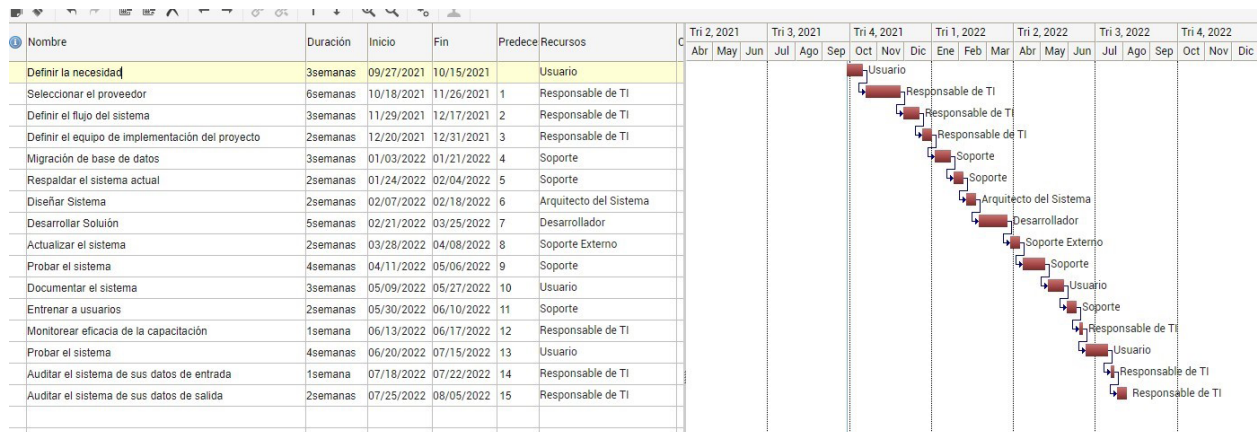 Nombre Duración Inicio Fin Predece Recursos
Tri 2, 2021 Tri 3, 2021 Tri 4, 2021 Tri 1, 2022 Tri 2, 2022 Tri 3, 2022 Tri 4, 2022
Abr May Jun Jul Ago Sep Oct Nov Dic Ene Feb Mar Abr May Jun Jul Ago Sep Oct Nov Dic
Definir la necesidad 3semanas 09/27/2021 10/15/2021 Usuario Usuario
Seleccionar el proveedor 6semanas 10/18/2021 11/26/2021 1 Responsable de TI Responsable de TI
Definir el flujo del sistema 3semanas 11/29/2021 12/17/2021 2 Responsable de TI Responsable de TI
Definir el equipo de implementación del proyecto 2semanas 12/20/2021 12/31/2021 3 Responsable de TI Responsable de TI
Migración de base de datos 3semanas 01/03/2022 01/21/2022 4 Soporte Soporte
Respaldar el sistema actual 2semanas 01/24/2022 02/04/2022 5 Soporte Soporte
Diseñar Sistema 2semanas 02/07/2022 02/18/2022 6 Arquitecto del Sistema Arquitecto del Sistema
Desarrollar Soluión 5semanas 02/21/2022 03/25/2022 7 Desarrollador Desarrollador
Actualizar el sistema 2semanas 03/28/2022 04/08/2022 8 Soporte Externo Soporte Externo
Probar el sistema 4semanas 04/11/2022 05/06/2022 9 Soporte Soporte
Documentar el sistema 3semanas 05/09/2022 05/27/2022 10 Usuario Usuario
Entrenar a usuarios 2semanas 05/30/2022 06/10/2022 11 Soporte Soporte
Monitorear eficacia de la capacitación 1semana 06/13/2022 06/17/2022 12 Responsable de TI Responsable de TI
Probar el sistema 4semanas 06/20/2022 07/15/2022 13 Usuario Usuario
Auditar el sistema de sus datos de entrada 1semana 07/18/2022 07/22/2022 14 Responsable de TI Responsable de TI
Auditar el sistema de sus datos de salida 2semanas 07/25/2022 08/05/2022 15 Responsable de TI Responsable de TI